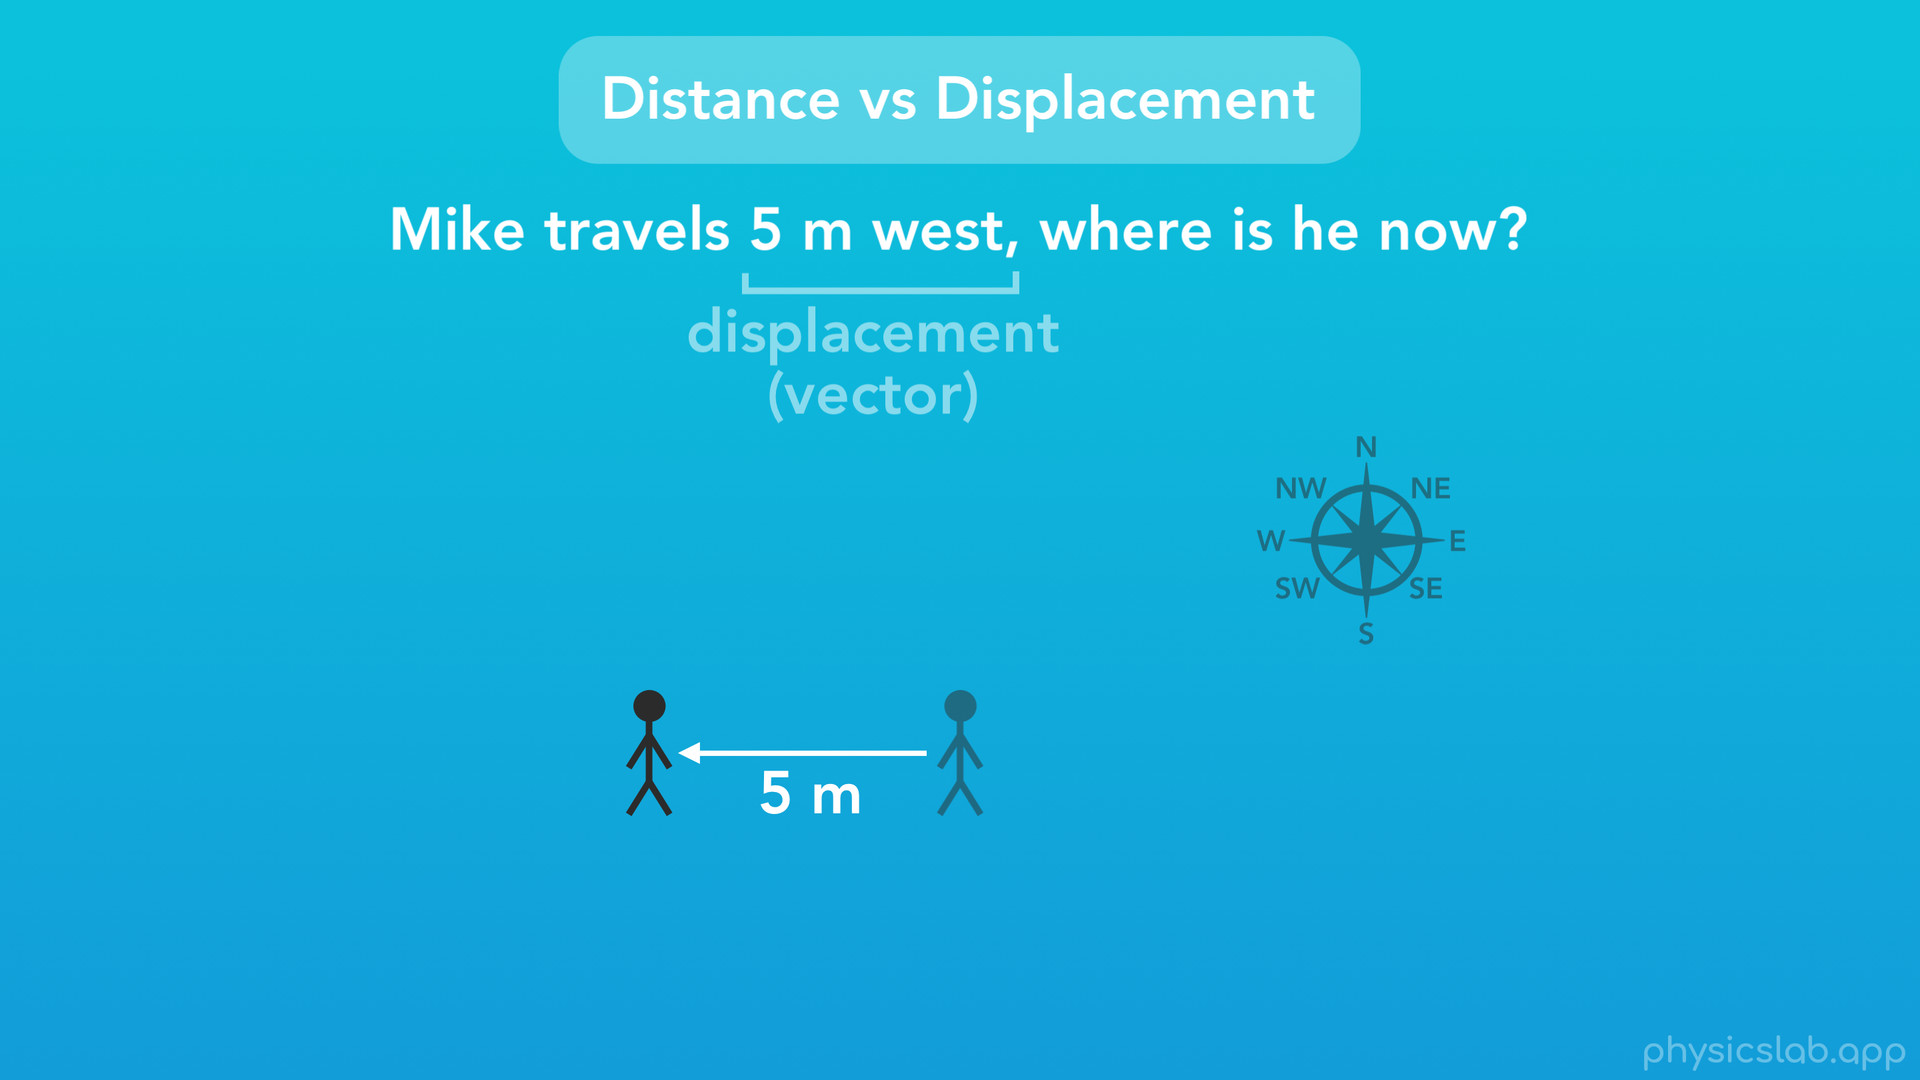 Distance vs Displacement
Mike travels 5 m west, where is he now?
displacement
(vector)
N
NW NE
W E
SW SE
S
5 m
physicslab.app